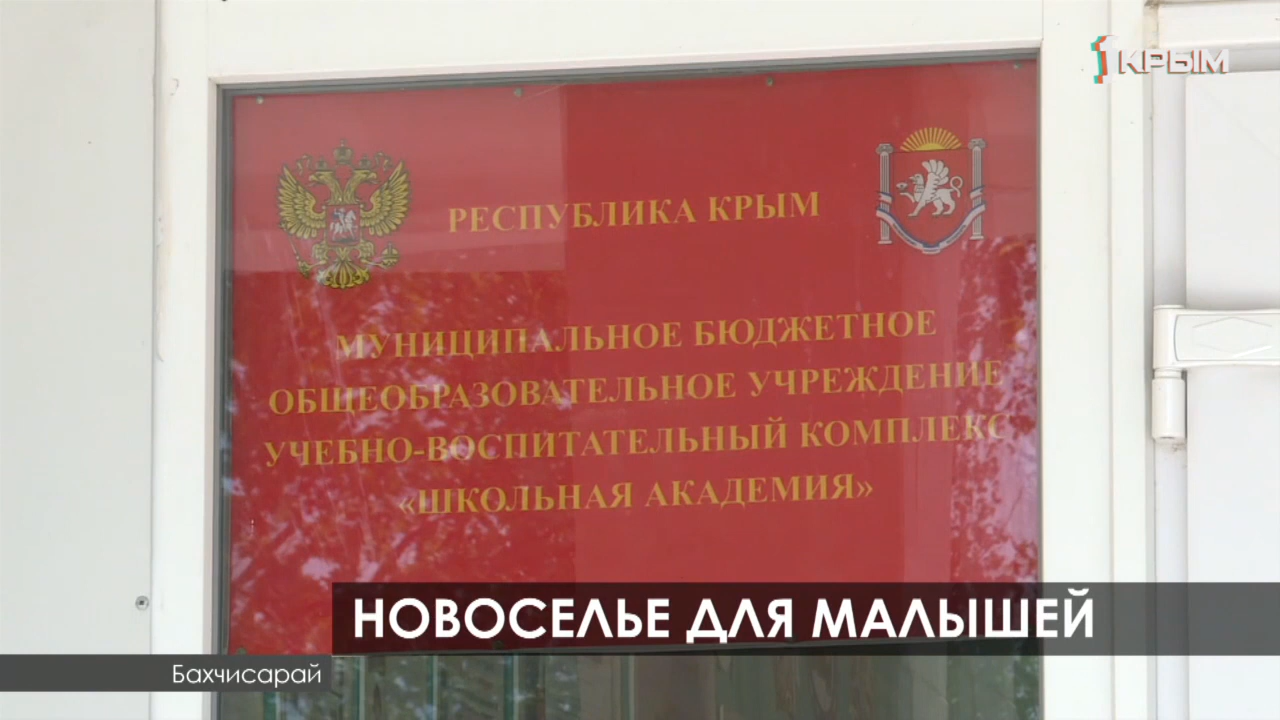 1КРЫМ
РЕСПУБЛИКА КРЫМ
МУНИЦИПАЛЬНОЕ БЮДЖЕТНОЕ
ОБЩЕОБРАЗОВАТЕЛЬНОЕ УЧРЕЖДЕНИЕ
УЧЕБНО-ВОСПИТАТЕЛЬНЫЙ КОМПЛЕКС
«ШКОЛЬНАЯ АКАДЕМИЯ»
НОВОСЕЛЬЕ ДЛЯ МАЛЫШЕЙ
Бахчисарай